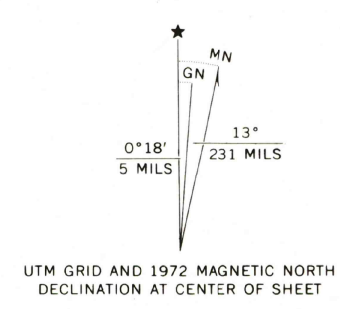 ★
MN
GN
0°18′
5 MILS
13°
231 MILS
UTM GRID AND 1972 MAGNETIC NORTH
DECLINATION AT CENTER OF SHEET